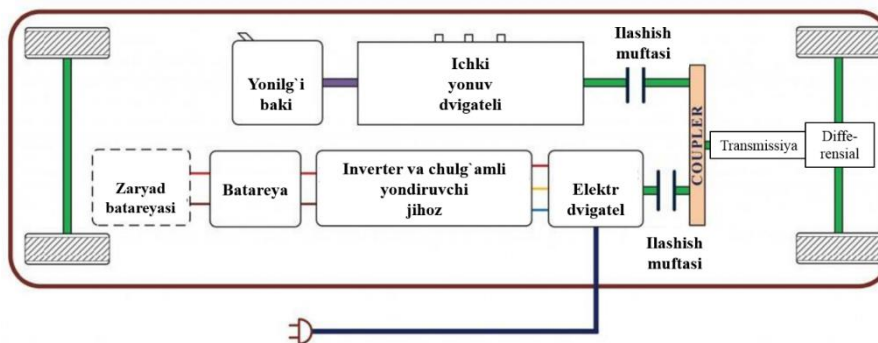 Yonilg`i
baki
Ichki
yonuv
dvigateli
Ilashish
muftasi
COUPLER
Transmissiya
Diffe-
rensial
Zaryad
batareyasi
Batareya
Inverter va chulg`amli
yondiruvchi
jihoz
Elektr
dvigatel
Ilashish
muftasi